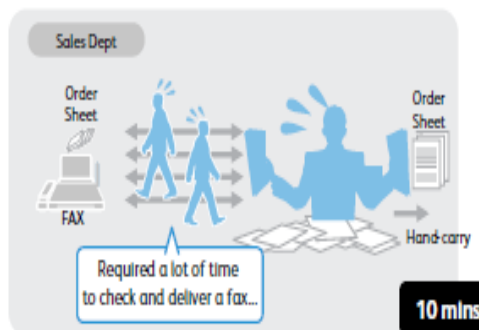 Sales Dept
Order
Sheet
FAX
Order
Sheet
Hand-carry
Required a lot of time
to check and deliver a fax...
10 mins